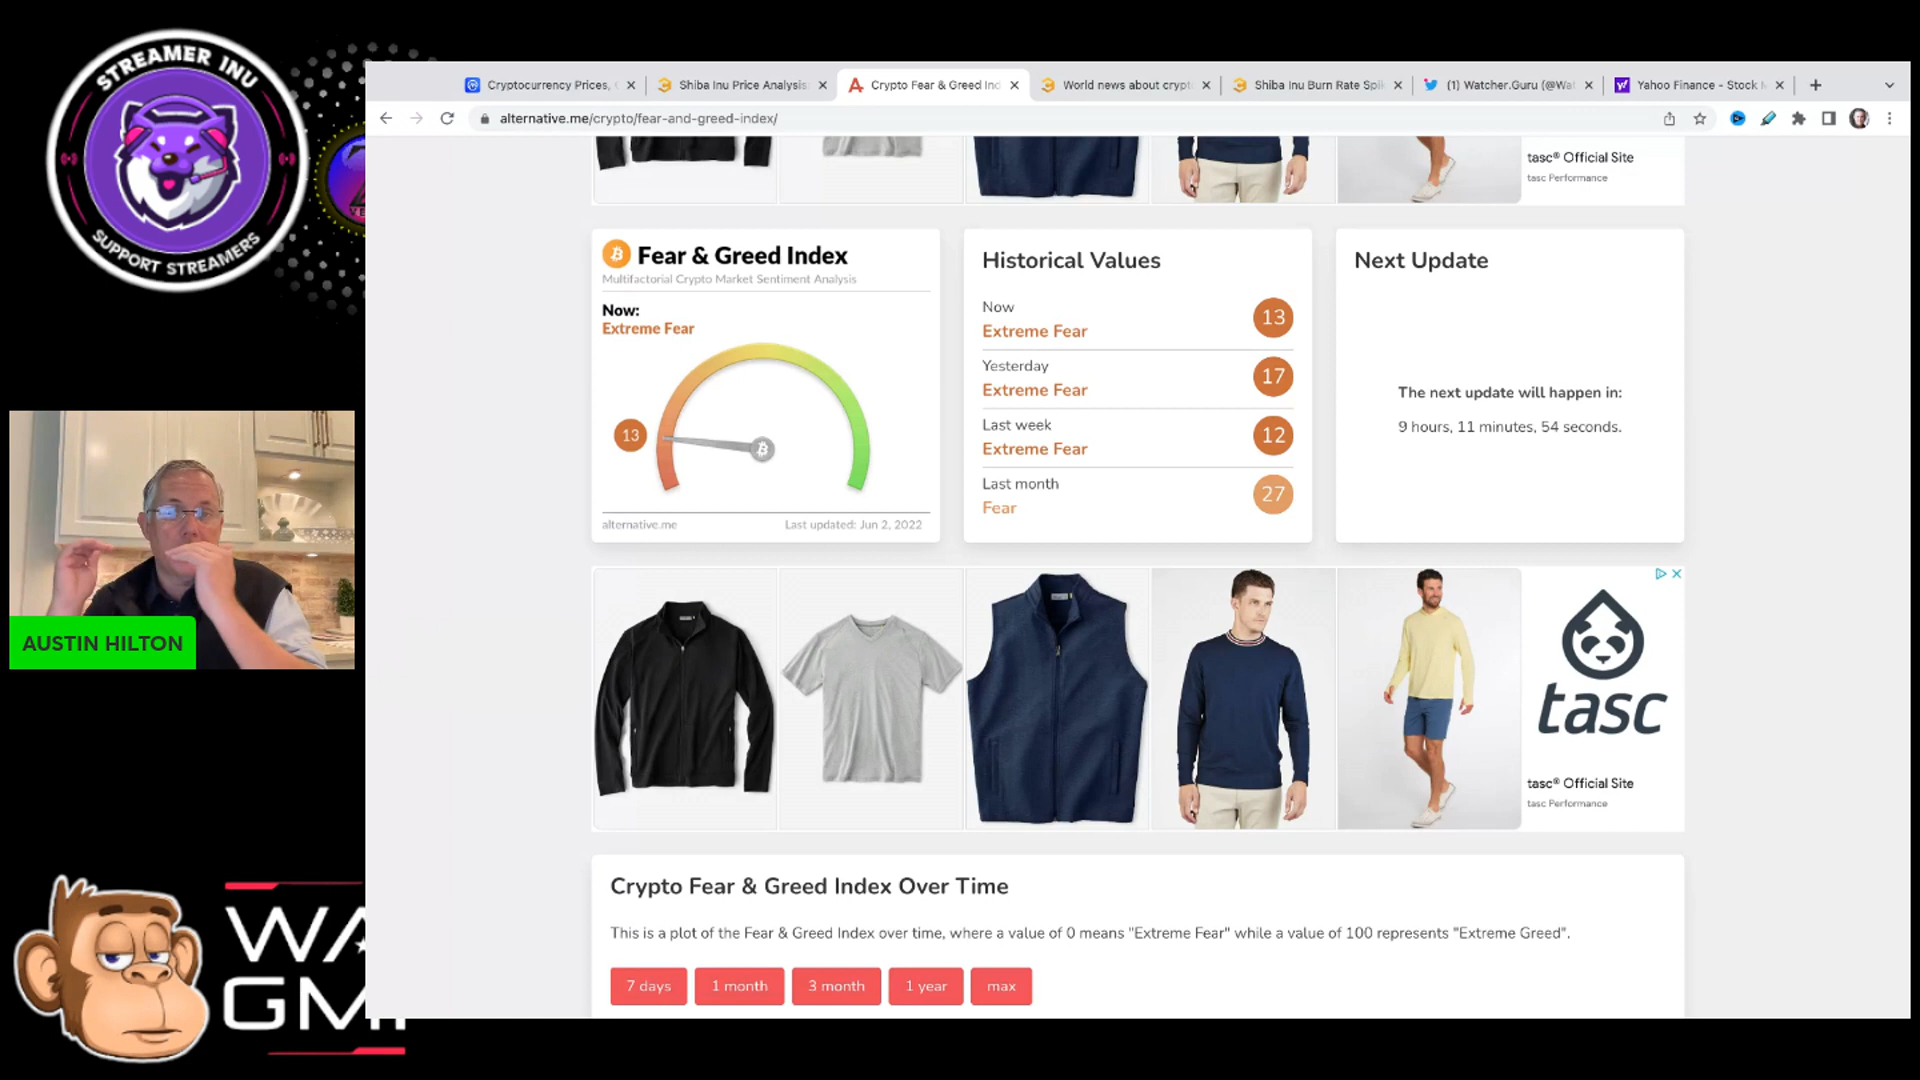 STREAMER INU
SUPPORT STREAMERS
Cryptocurrency Prices,
Shiba Inu Price Analysis
Crypto Fear & Greed Ind
World news about crypt
Shiba Inu Burn Rate Spi
(1) Watcher.Guru (@Wat
Yahoo Finance - Stock
alternative.me/crypto/fear-and-greed-index/
tasc® Official Site
tasc Performance
Fear & Greed Index
Multifactorial Crypto Market Sentiment Analysis
Now:
Extreme Fear
13
alternative.me
Last updated: Jun 2, 2022
Historical Values
Now
Extreme Fear
13
Yesterday
Extreme Fear
17
Last week
Extreme Fear
12
Last month
Fear
27
Next Update
The next update will happen in:
9 hours, 11 minutes, 54 seconds.
AUSTIN HILTON
tasc
tasc® Official Site
tasc Performance
Crypto Fear & Greed Index Over Time
This is a plot of the Fear & Greed Index over time, where a value of 0 means "Extreme Fear" while a value of 100 represents "Extreme Greed".
7 days
1 month
3 month
1 year
max
WA
GM